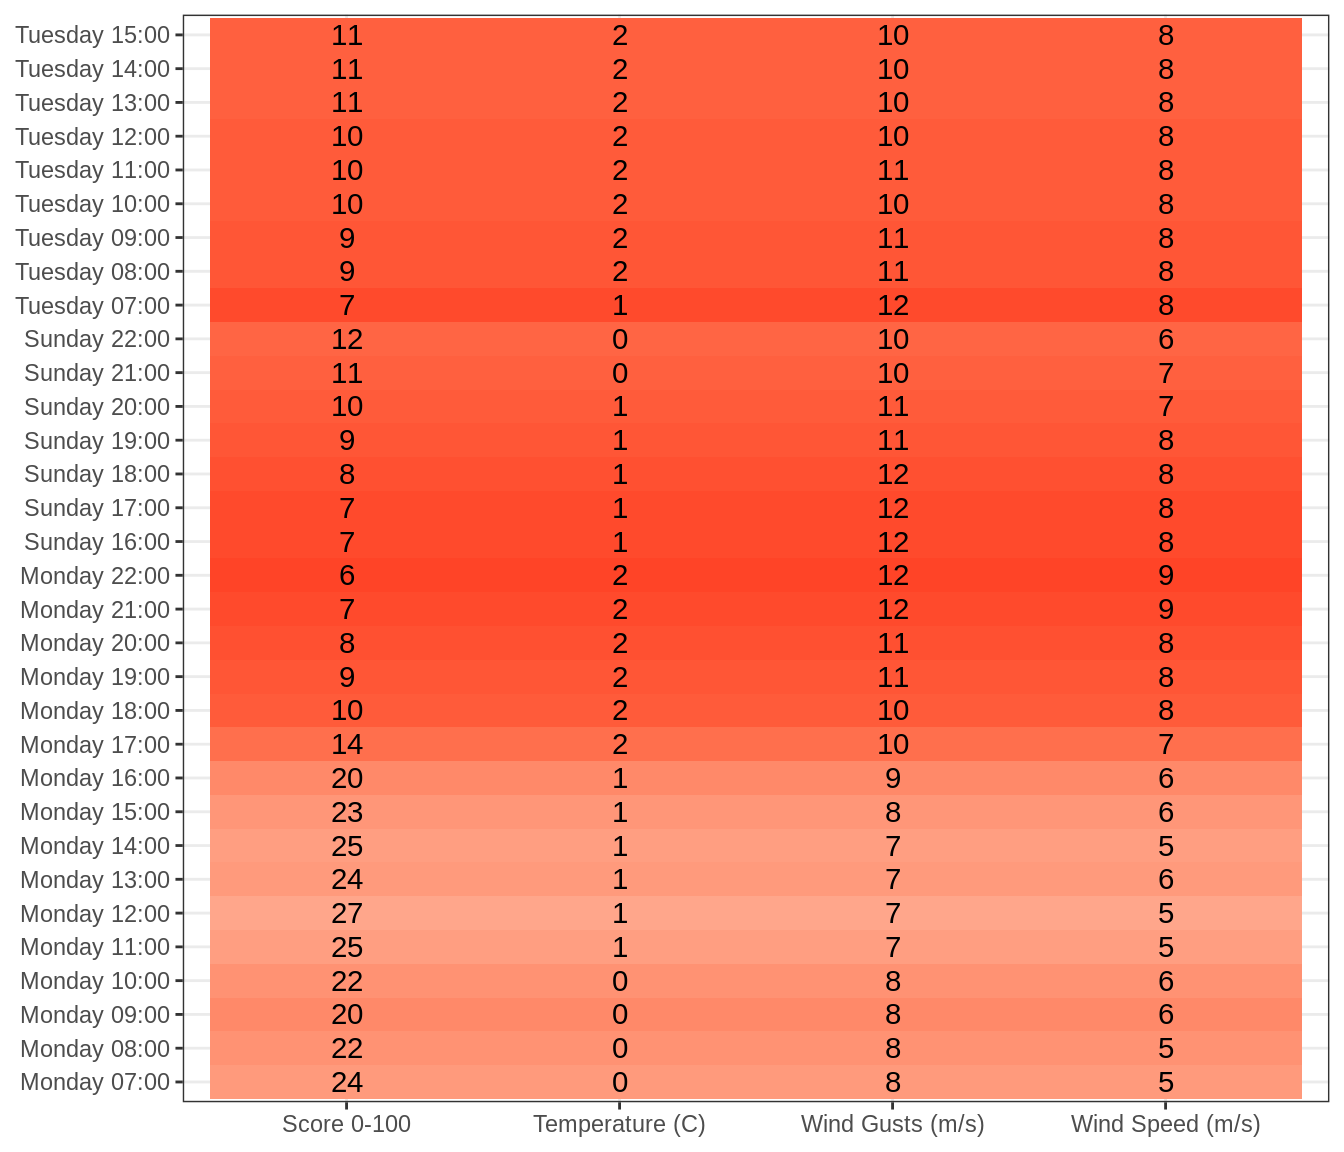 Tuesday 15:00 11 2 10 8
Tuesday 14:00 11 2 10 8
Tuesday 13:00 11 2 10 8
Tuesday 12:00 10 2 10 8
Tuesday 11:00 10 2 11 8
Tuesday 10:00 10 2 10 8
Tuesday 09:00 9 2 11 8
Tuesday 08:00 9 2 11 8
Tuesday 07:00 7 1 12 8
Sunday 22:00 12 0 10 6
Sunday 21:00 11 0 10 7
Sunday 20:00 10 1 11 7
Sunday 19:00 9 1 11 8
Sunday 18:00 8 1 12 8
Sunday 17:00 7 1 12 8
Sunday 16:00 7 1 12 8
Monday 22:00 6 2 12 9
Monday 21:00 7 2 12 9
Monday 20:00 8 2 11 8
Monday 19:00 9 2 11 8
Monday 18:00 10 2 10 8
Monday 17:00 14 2 10 7
Monday 16:00 20 1 9 6
Monday 15:00 23 1 8 6
Monday 14:00 25 1 7 5
Monday 13:00 24 1 7 6
Monday 12:00 27 1 7 5
Monday 11:00 25 1 7 5
Monday 10:00 22 0 8 6
Monday 09:00 20 0 8 6
Monday 08:00 22 0 8 5
Monday 07:00 24 0 8 5
Score 0-100 Temperature (C) Wind Gusts (m/s) Wind Speed (m/s)